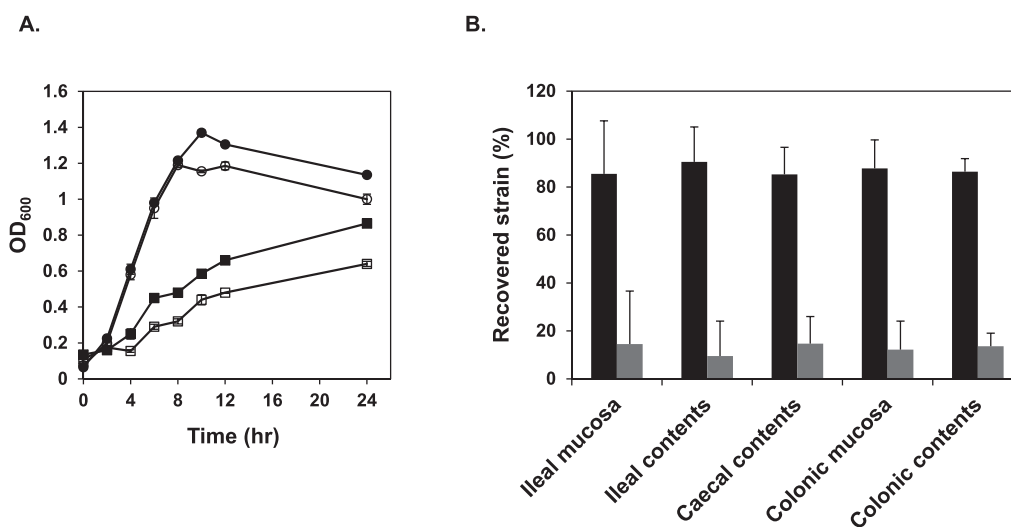 A.
1.6
1.4
1.2
1
0.8
0.6
0.4
0.2
0
OD600
0 4 8 12 16 20 24
Time (hr)
B.
120
100
80
60
40
20
0
Recovered strain (%)
Ileal mucosa
Ileal contents
Caecal contents
Colonic mucosa
Colonic contents